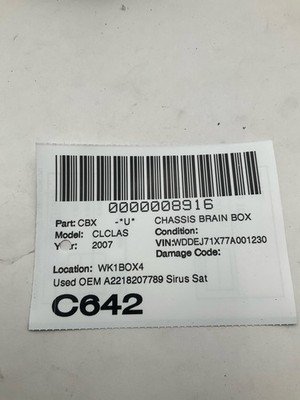 0000008916
Part: CBX -*U* CHASSIS BRAIN BOX
Model: CLCLAS Condition:
Year: 2007 VIN:WDDEJ71X77A001230
Damage Code:
Location: WK1BOX4
Used OEM A2218207789 Sirus Sat
C642